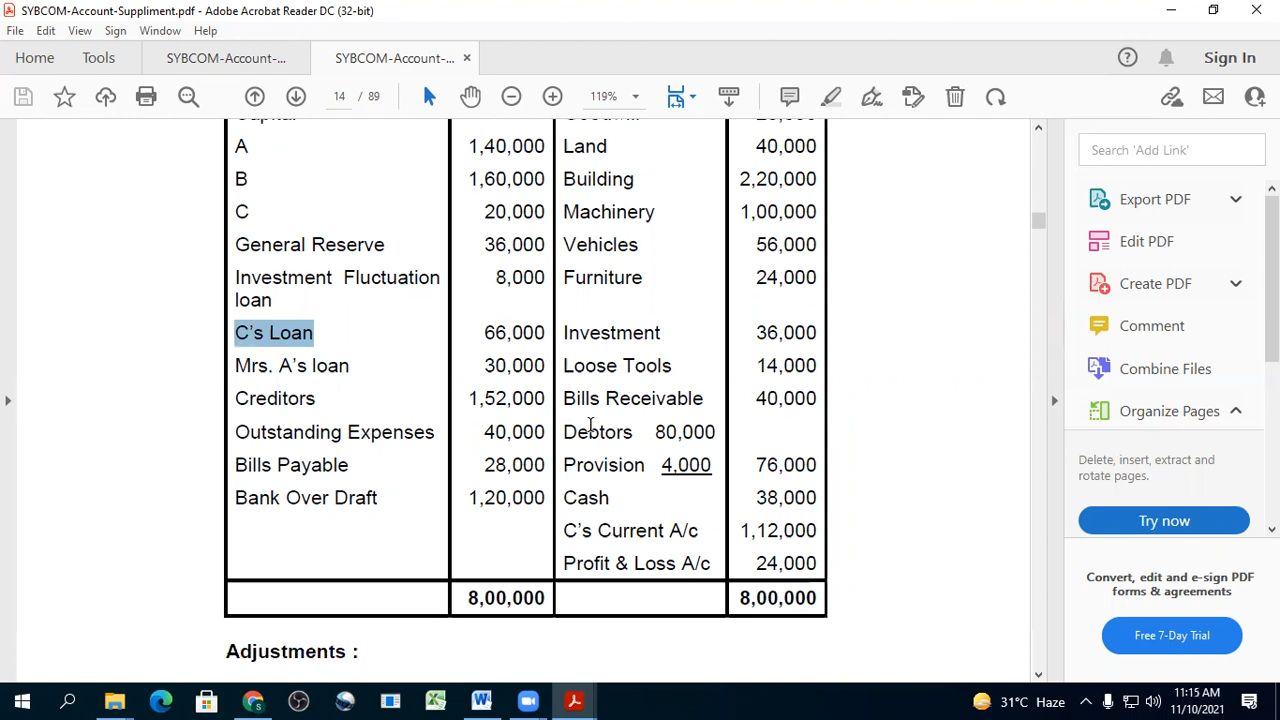 SYBCOM-Account-Suppliment.pdf - Adobe Acrobat Reader DC (32-bit)
File Edit View Sign Window Help
Home Tools SYBCOM-Account-... SYBCOM-Account-... ×
Sign In
14 / 89 119%
Search 'Add Link'
Export PDF
Edit PDF
Create PDF
Comment
Combine Files
Organize Pages
Delete, insert, extract and
repair pages.
Try now
Convert, edit and e-sign PDF
forms & agreements
Free 7-Day Trial
A 1,40,000 Land 40,000
B 1,60,000 Building 2,20,000
C 20,000 Machinery 1,00,000
General Reserve 36,000 Vehicles 56,000
Investment Fluctuation 8,000 Furniture 24,000
loan
C's Loan 66,000 Investment 36,000
Mrs. A's loan 30,000 Loose Tools 14,000
Creditors 1,52,000 Bills Receivable 40,000
Outstanding Expenses 40,000 Debtors 80,000
Bills Payable 28,000 Provision 4,000 76,000
Bank Over Draft 1,20,000 Cash 38,000
C's Current A/c 1,12,000
Profit & Loss A/c 24,000
8,00,000 8,00,000
Adjustments :
31°C Haze
11:15 AM
11/10/2021